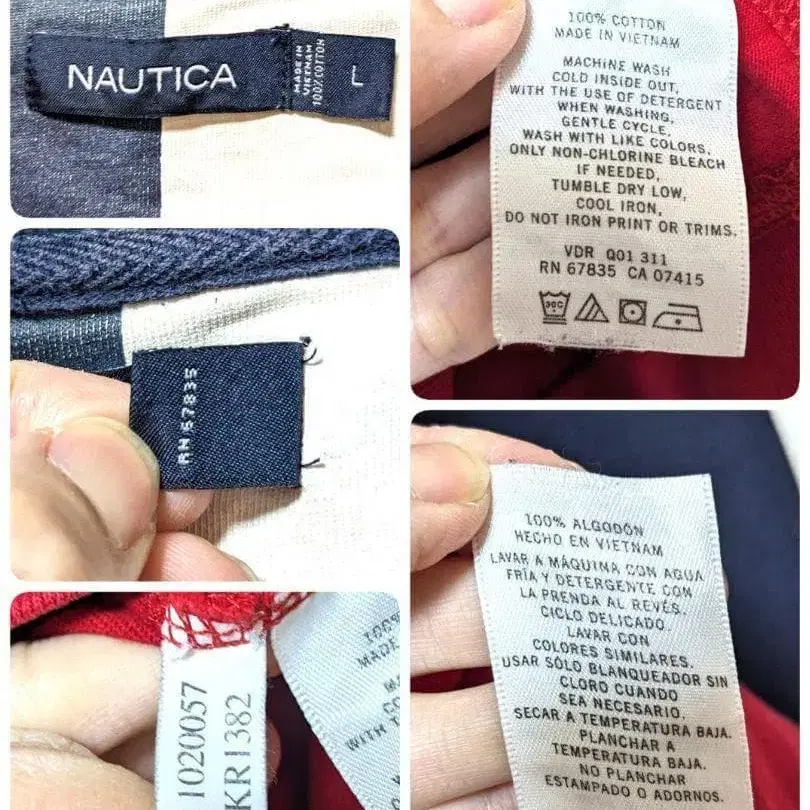 NAUTICA
MADE IN
VIETNAM
100% COTTON
L
100% COTTON
MADE IN VIETNAM
MACHINE WASH
COLD INSIDE OUT,
WITH THE USE OF DETERGENT
WHEN WASHING,
GENTLE CYCLE,
WASH WITH LIKE COLORS.
ONLY NON-CHLORINE BLEACH
IF NEEDED,
TUMBLE DRY LOW,
COOL IRON,
DO NOT IRON PRINT OR TRIMS.
VDR Q01 311
RN 67835 CA 07415
30C
RN 67835
1020057
KR1382
100%
MADE
WITH T
100% ALGODÓN
HECHO EN VIETNAM
LAVAR A MÁQUINA CON AGUA
FRÍA Y DETERGENTE CON
LA PRENDA AL REVÉS.
CICLO DELICADO.
LAVAR CON
COLORES SIMILARES.
USAR SÓLO BLANQUEADOR SIN
CLORO CUANDO
SEA NECESARIO.
SECAR A TEMPERATURA BAJA.
PLANCHAR A
TEMPERATURA BAJA.
NO PLANCHAR
ESTAMPADO O ADORNOS.